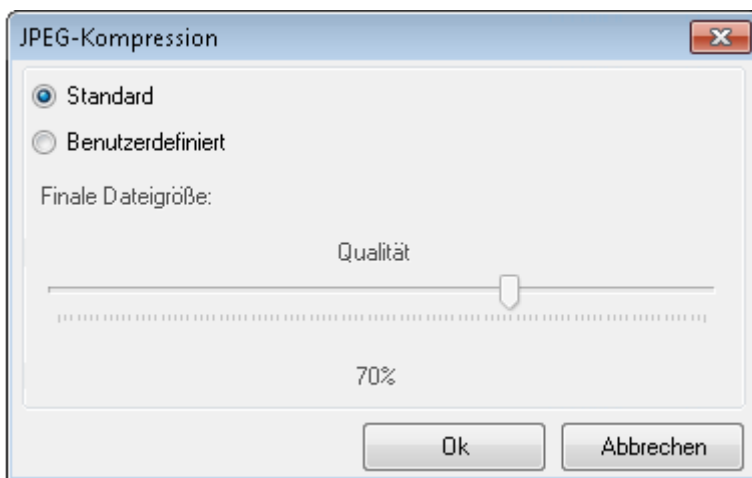 JPEG-Kompression
Standard
Benutzerdefiniert
Finale Dateigröße:
Qualität
70%
Ok
Abbrechen